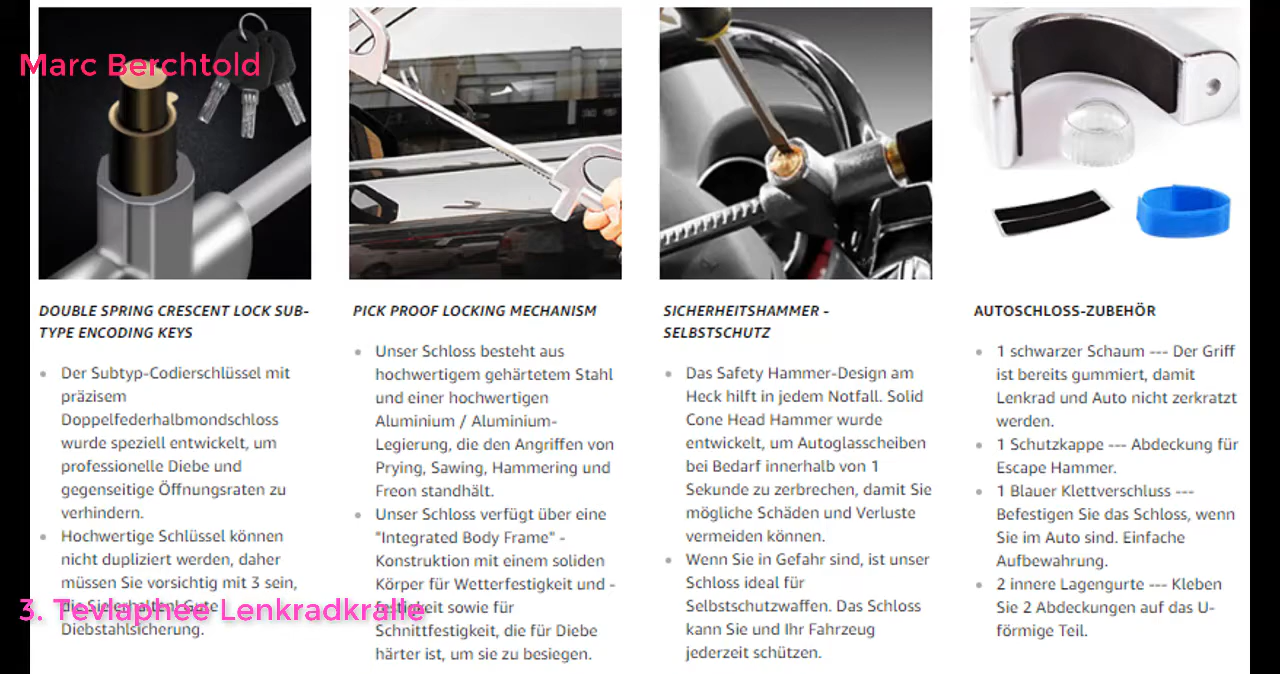 Marc Berchtold
DOUBLE SPRING CRESCENT LOCK SUB-
TYPE ENCODING KEYS
Der Subtyp-Codierschlüssel mit
präzisem
Doppelfederhalbmondschloss
wurde speziell entwickelt, um
professionelle Diebe und
gegenseitige Öffnungsraten zu
verhindern.
Hochwertige Schlüssel können
nicht dupliziert werden, daher
müssen Sie vorsichtig mit 3 sein,
die Sie erhalten! Gute
Diebstahlsicherung.
PICK PROOF LOCKING MECHANISM
Unser Schloss besteht aus
hochwertigem gehärtetem Stahl
und einer hochwertigen
Aluminium / Aluminium-
Legierung, die den Angriffen von
Prying, Sawing, Hammering und
Freon standhält.
Unser Schloss verfügt über eine
"Integrated Body Frame" -
Konstruktion mit einem soliden
Körper für Wetterfestigkeit und -
festigkeit sowie für
Schnittfestigkeit, die für Diebe
härter ist, um sie zu besiegen.
SICHERHEITSHAMMER -
SELBSTSCHUTZ
Das Safety Hammer-Design am
Heck hilft in jedem Notfall. Solid
Cone Head Hammer wurde
entwickelt, um Autoglasscheiben
bei Bedarf innerhalb von 1
Sekunde zu zerbrechen, damit Sie
mögliche Schäden und Verluste
vermeiden können.
Wenn Sie in Gefahr sind, ist unser
Schloss ideal für
Selbstschutzwaffen. Das Schloss
kann Sie und Ihr Fahrzeug
jederzeit schützen.
AUTOSCHLOSS-ZUBEHÖR
1 schwarzer Schaum --- Der Griff
ist bereits gummiert, damit
Lenkrad und Auto nicht zerkratzt
werden.
1 Schutzkappe --- Abdeckung für
Escape Hammer.
1 Blauer Klettverschluss ---
Befestigen Sie das Schloss, wenn
Sie im Auto sind. Einfache
Aufbewahrung.
2 innere Lagengurte --- Kleben
Sie 2 Abdeckungen auf das U-
förmige Teil.
3. Tevlaphee Lenkradkralle